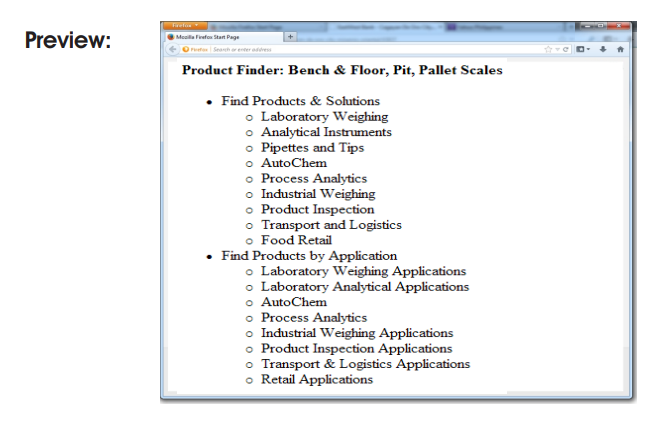 Preview:
Firefox
Mozilla Firefox Start Page
+
Firefox Search or enter address
Product Finder: Bench & Floor, Pit, Pallet Scales
• Find Products & Solutions
○ Laboratory Weighing
○ Analytical Instruments
○ Pipettes and Tips
○ AutoChem
○ Process Analytics
○ Industrial Weighing
○ Product Inspection
○ Transport and Logistics
○ Food Retail
• Find Products by Application
○ Laboratory Weighing Applications
○ Laboratory Analytical Applications
○ AutoChem
○ Process Analytics
○ Industrial Weighing Applications
○ Product Inspection Applications
○ Transport & Logistics Applications
○ Retail Applications